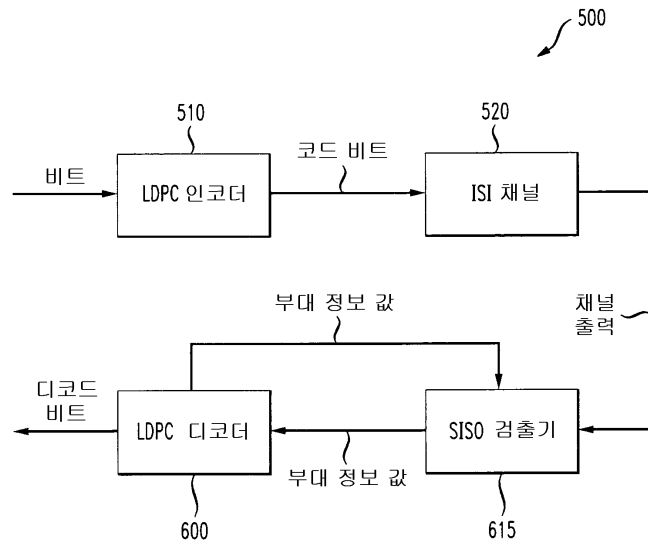 500
510
520
비트
LDPC 인코더
코드 비트
ISI 채널
부대 정보 값
채널
출력
디코드
비트
LDPC 디코더
SISO 검출기
부대 정보 값
600
615